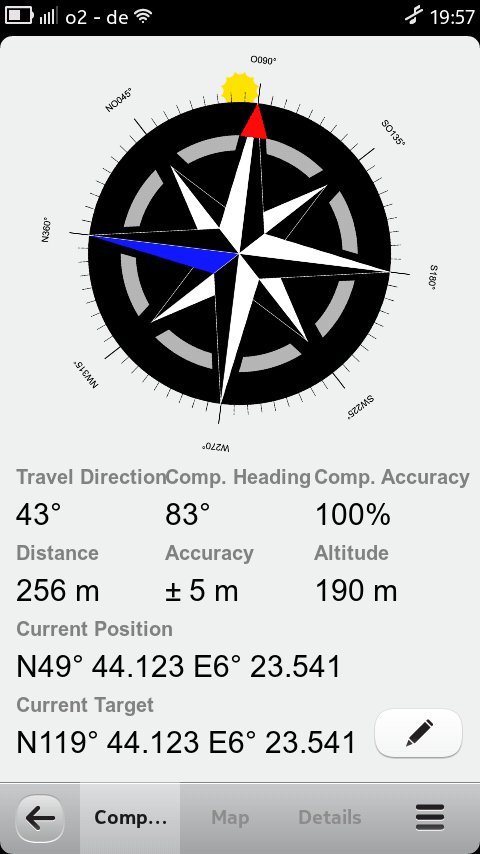 o2 - de 19:57
O090°
NO045°
SO135°
N360°
S180°
NW315°
SW225°
W270°
Travel Direction Comp. Heading Comp. Accuracy
43° 83° 100%
Distance Accuracy Altitude
256 m ± 5 m 190 m
Current Position
N49° 44.123 E6° 23.541
Current Target
N119° 44.123 E6° 23.541
Comp... Map Details